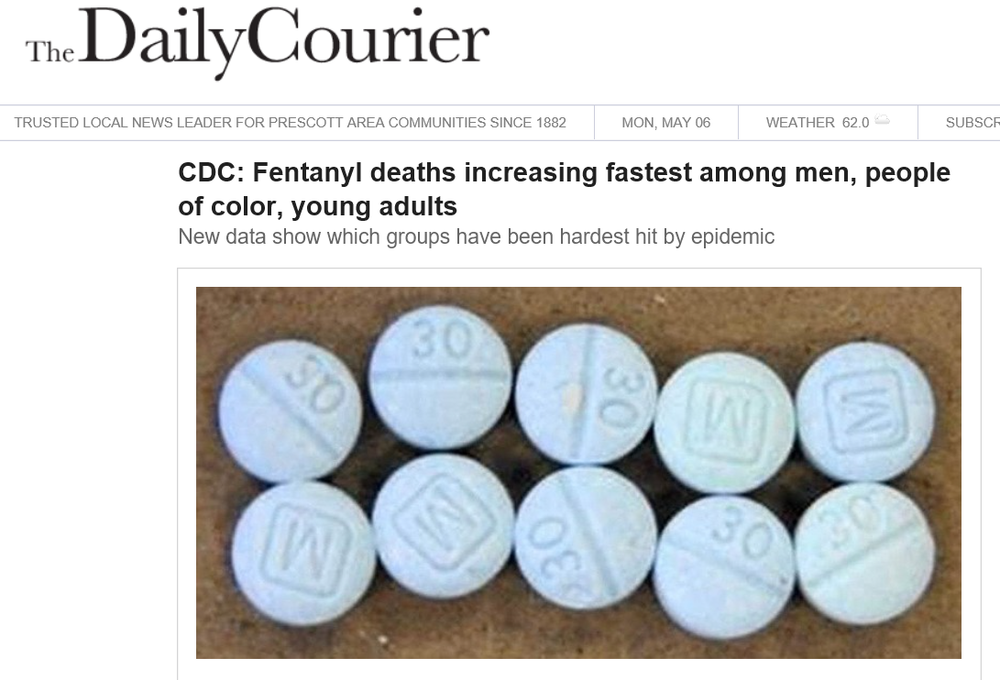 The Daily Courier
TRUSTED LOCAL NEWS LEADER FOR PRESCOTT AREA COMMUNITIES SINCE 1882
MON, MAY 06
WEATHER 62.0
SUBSCR
CDC: Fentanyl deaths increasing fastest among men, people
of color, young adults
New data show which groups have been hardest hit by epidemic
30
30
30
M
M
M
M
30
30
30